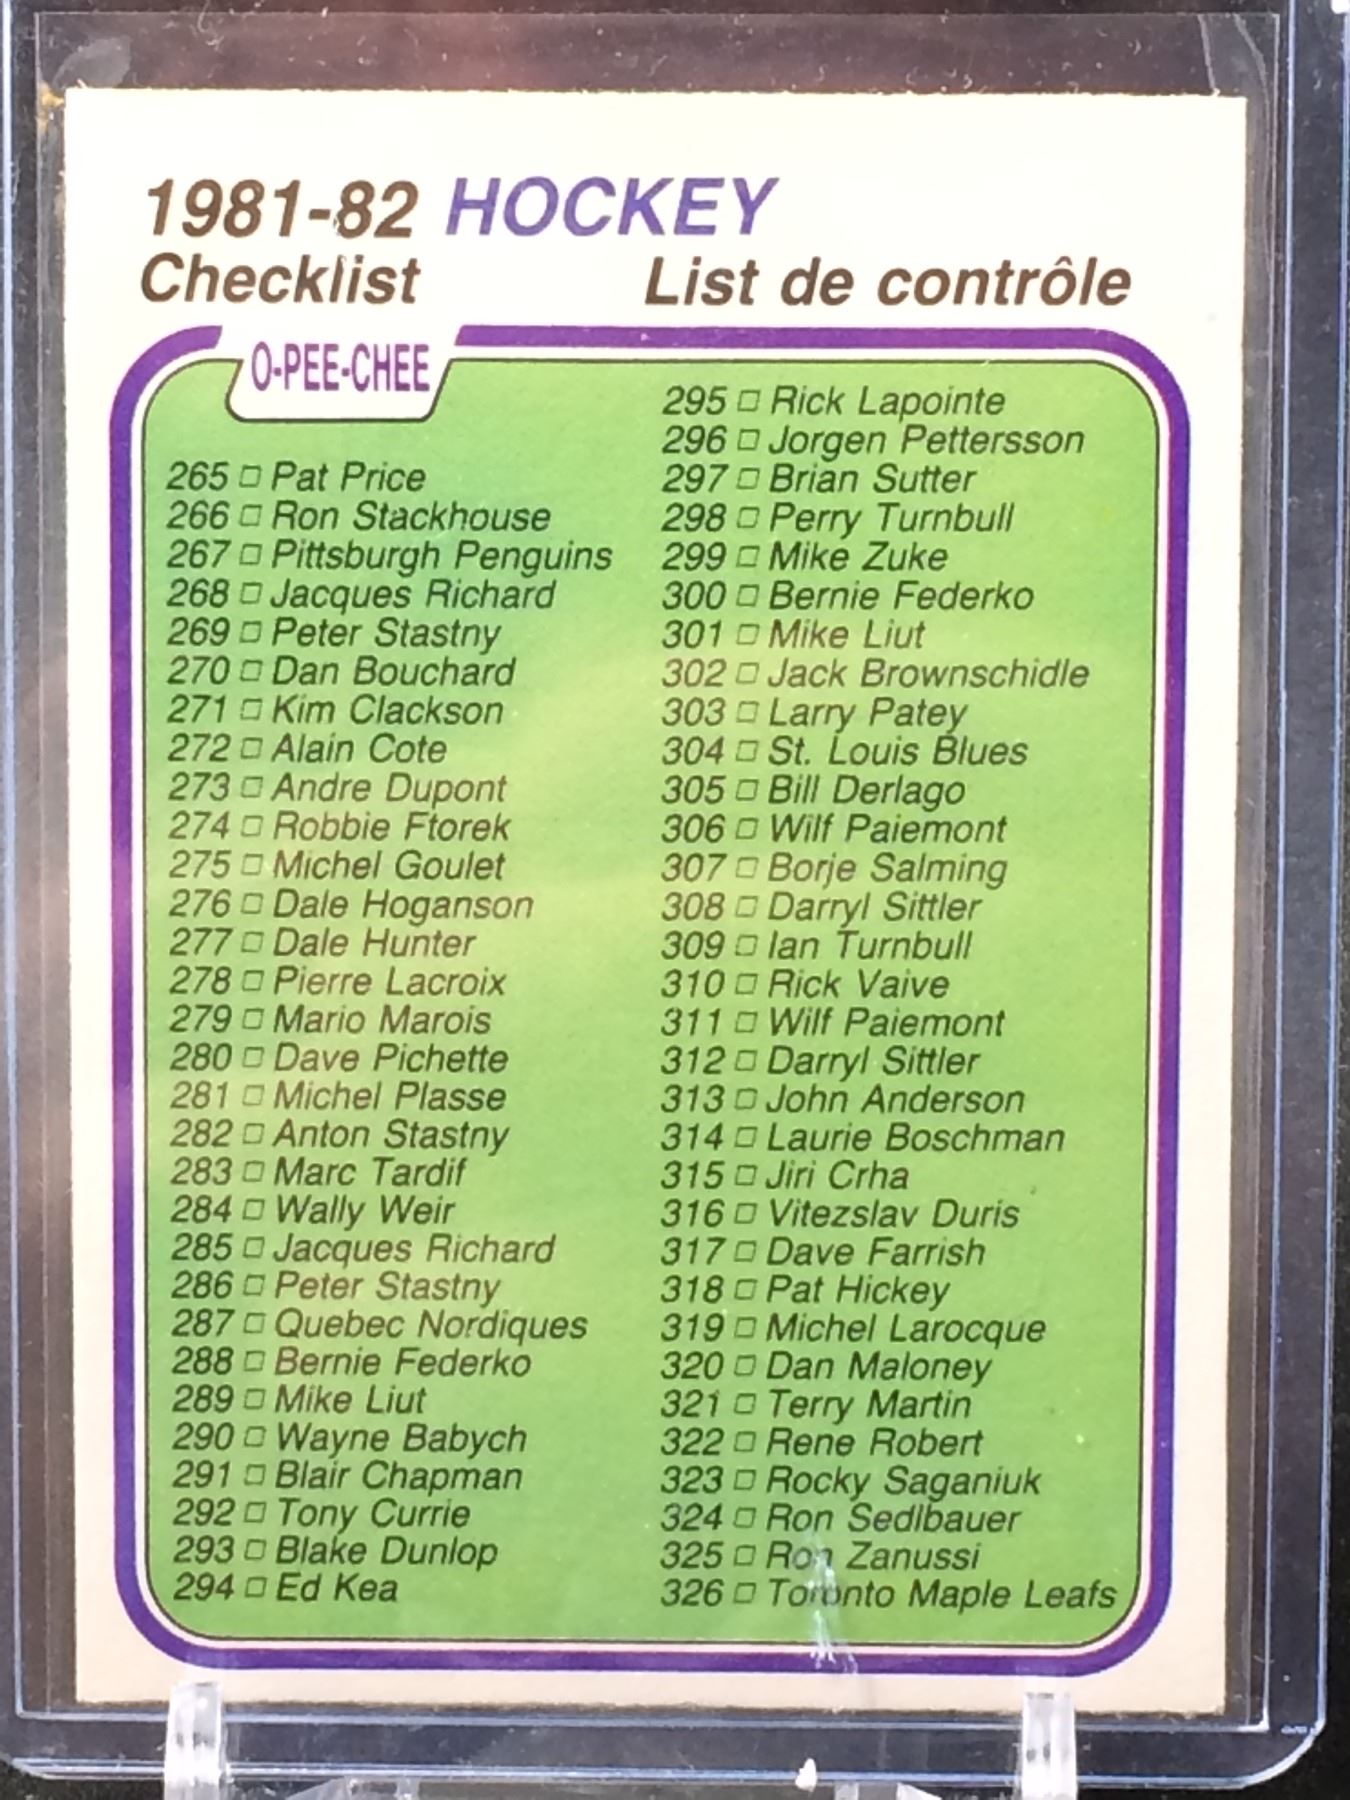 1981-82 HOCKEY
Checklist List de contrôle
O-PEE-CHEE
265 □ Pat Price
266 □ Ron Stackhouse
267 □ Pittsburgh Penguins
268 □ Jacques Richard
269 □ Peter Stastny
270 □ Dan Bouchard
271 □ Kim Clackson
272 □ Alain Cote
273 □ Andre Dupont
274 □ Robbie Ftorek
275 □ Michel Goulet
276 □ Dale Hoganson
277 □ Dale Hunter
278 □ Pierre Lacroix
279 □ Mario Marois
280 □ Dave Pichette
281 □ Michel Plasse
282 □ Anton Stastny
283 □ Marc Tardif
284 □ Wally Weir
285 □ Jacques Richard
286 □ Peter Stastny
287 □ Quebec Nordiques
288 □ Bernie Federko
289 □ Mike Liut
290 □ Wayne Babych
291 □ Blair Chapman
292 □ Tony Currie
293 □ Blake Dunlop
294 □ Ed Kea
295 □ Rick Lapointe
296 □ Jorgen Pettersson
297 □ Brian Sutter
298 □ Perry Turnbull
299 □ Mike Zuke
300 □ Bernie Federko
301 □ Mike Liut
302 □ Jack Brownschidle
303 □ Larry Patey
304 □ St. Louis Blues
305 □ Bill Derlago
306 □ Wilf Paiemont
307 □ Borje Salming
308 □ Darryl Sittler
309 □ Ian Turnbull
310 □ Rick Vaive
311 □ Wilf Paiemont
312 □ Darryl Sittler
313 □ John Anderson
314 □ Laurie Boschman
315 □ Jiri Crha
316 □ Vitezslav Duris
317 □ Dave Farrish
318 □ Pat Hickey
319 □ Michel Larocque
320 □ Dan Maloney
321 □ Terry Martin
322 □ Rene Robert
323 □ Rocky Saganiuk
324 □ Ron Sedlbauer
325 □ Ron Zanussi
326 □ Toronto Maple Leafs